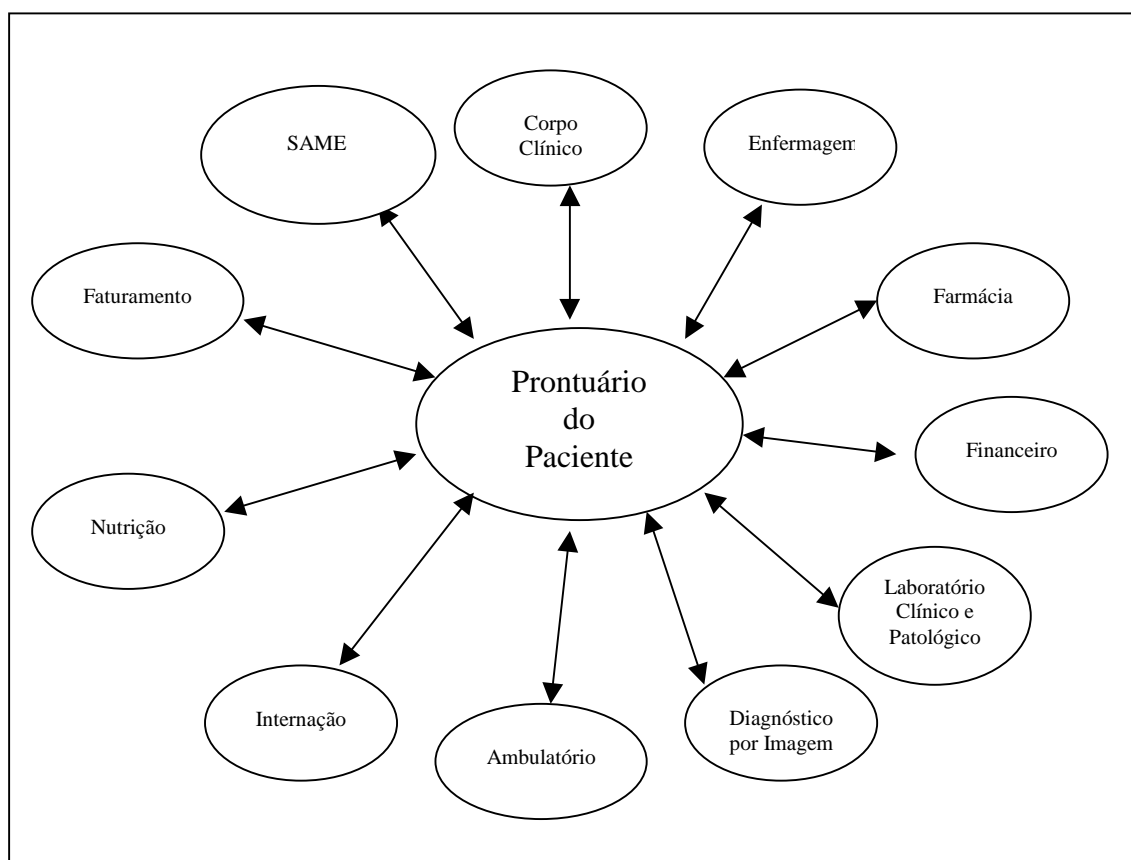 SAME
Corpo
Clínico
Enfermagem
Faturamento
Farmácia
Prontuário
do
Paciente
Financeiro
Nutrição
Laboratório
Clínico e
Patológico
Internação
Ambulatório
Diagnóstico
por Imagem